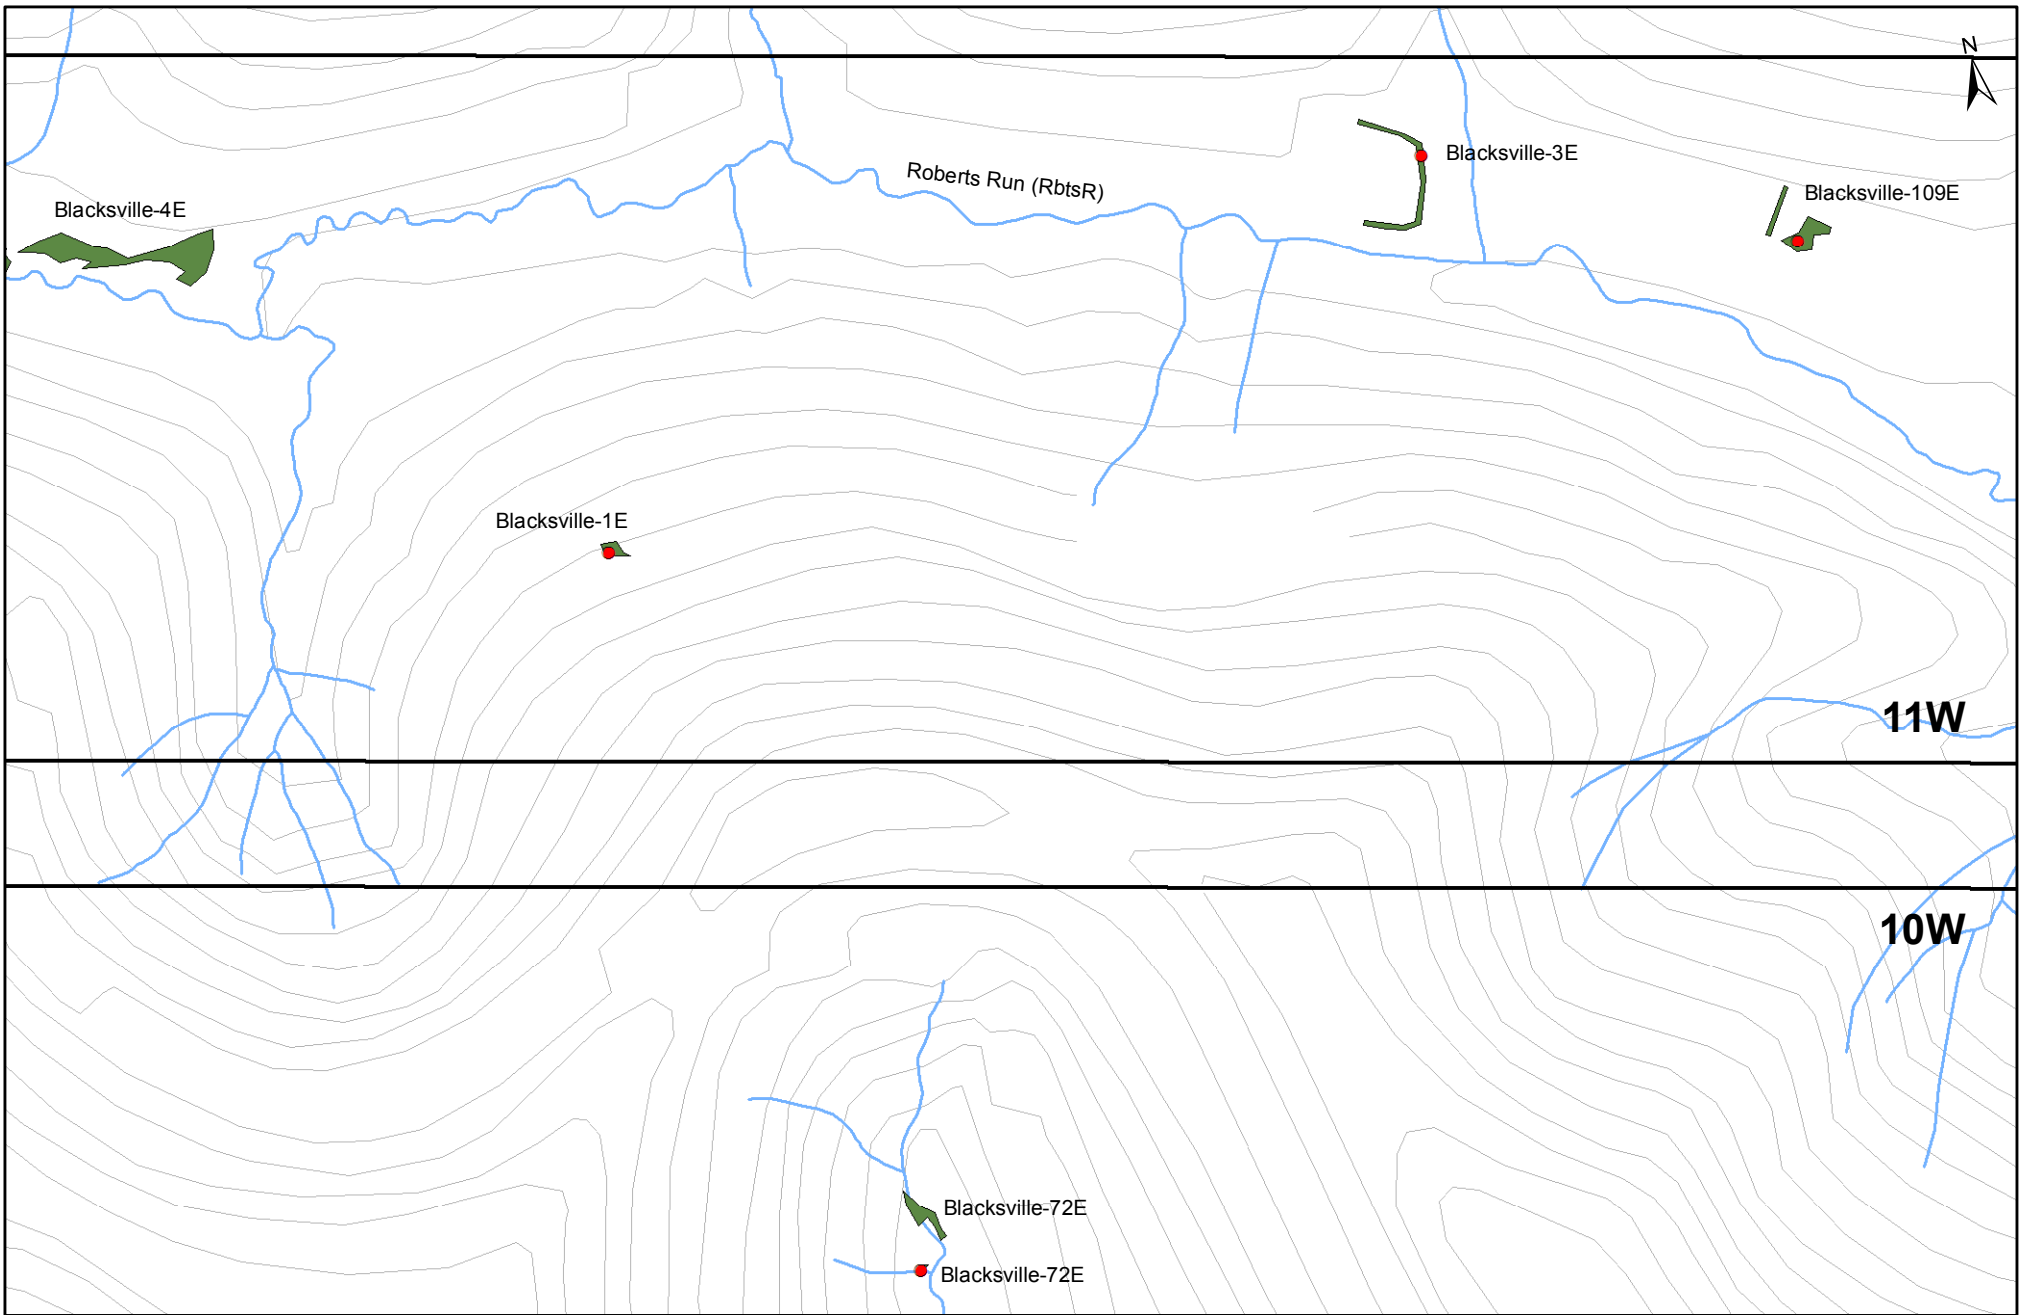 N
Blacksville-3E
Roberts Run (RbtsR)
Blacksville-109E
Blacksville-4E
Blacksville-1E
11W
10W
Blacksville-72E
Blacksville-72E